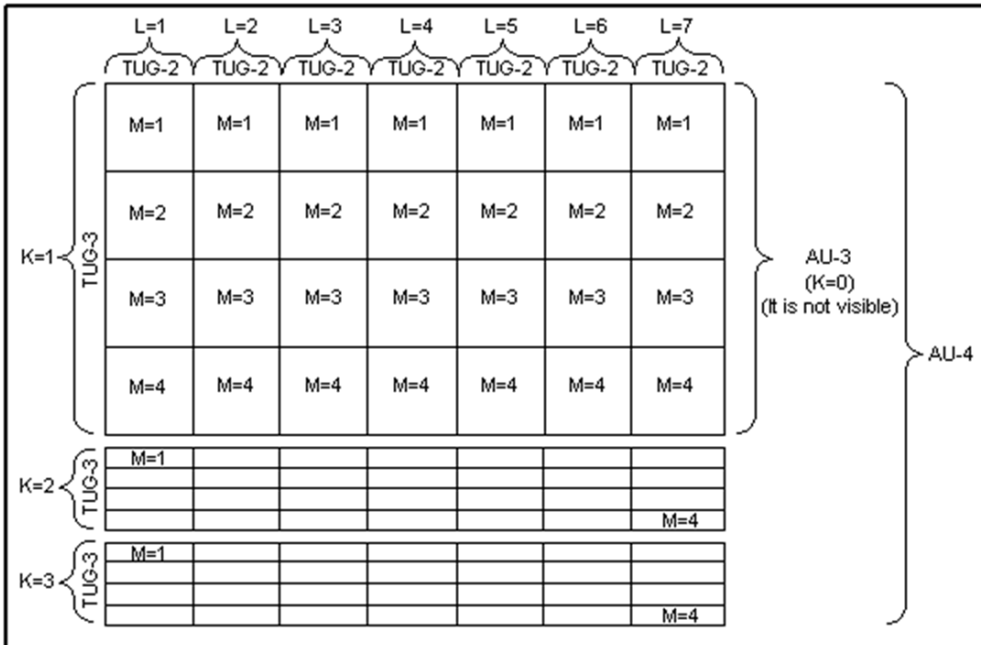 L=1 L=2 L=3 L=4 L=5 L=6 L=7
TUG-2 TUG-2 TUG-2 TUG-2 TUG-2 TUG-2 TUG-2
M=1 M=1 M=1 M=1 M=1 M=1 M=1
M=2 M=2 M=2 M=2 M=2 M=2 M=2
K=1 TUG-3
AU-3
(K=0)
(It is not visible)
M=3 M=3 M=3 M=3 M=3 M=3 M=3
AU-4
M=4 M=4 M=4 M=4 M=4 M=4 M=4
M=1
K=2 TUG-3
M=4
M=1
K=3 TUG-3
M=4